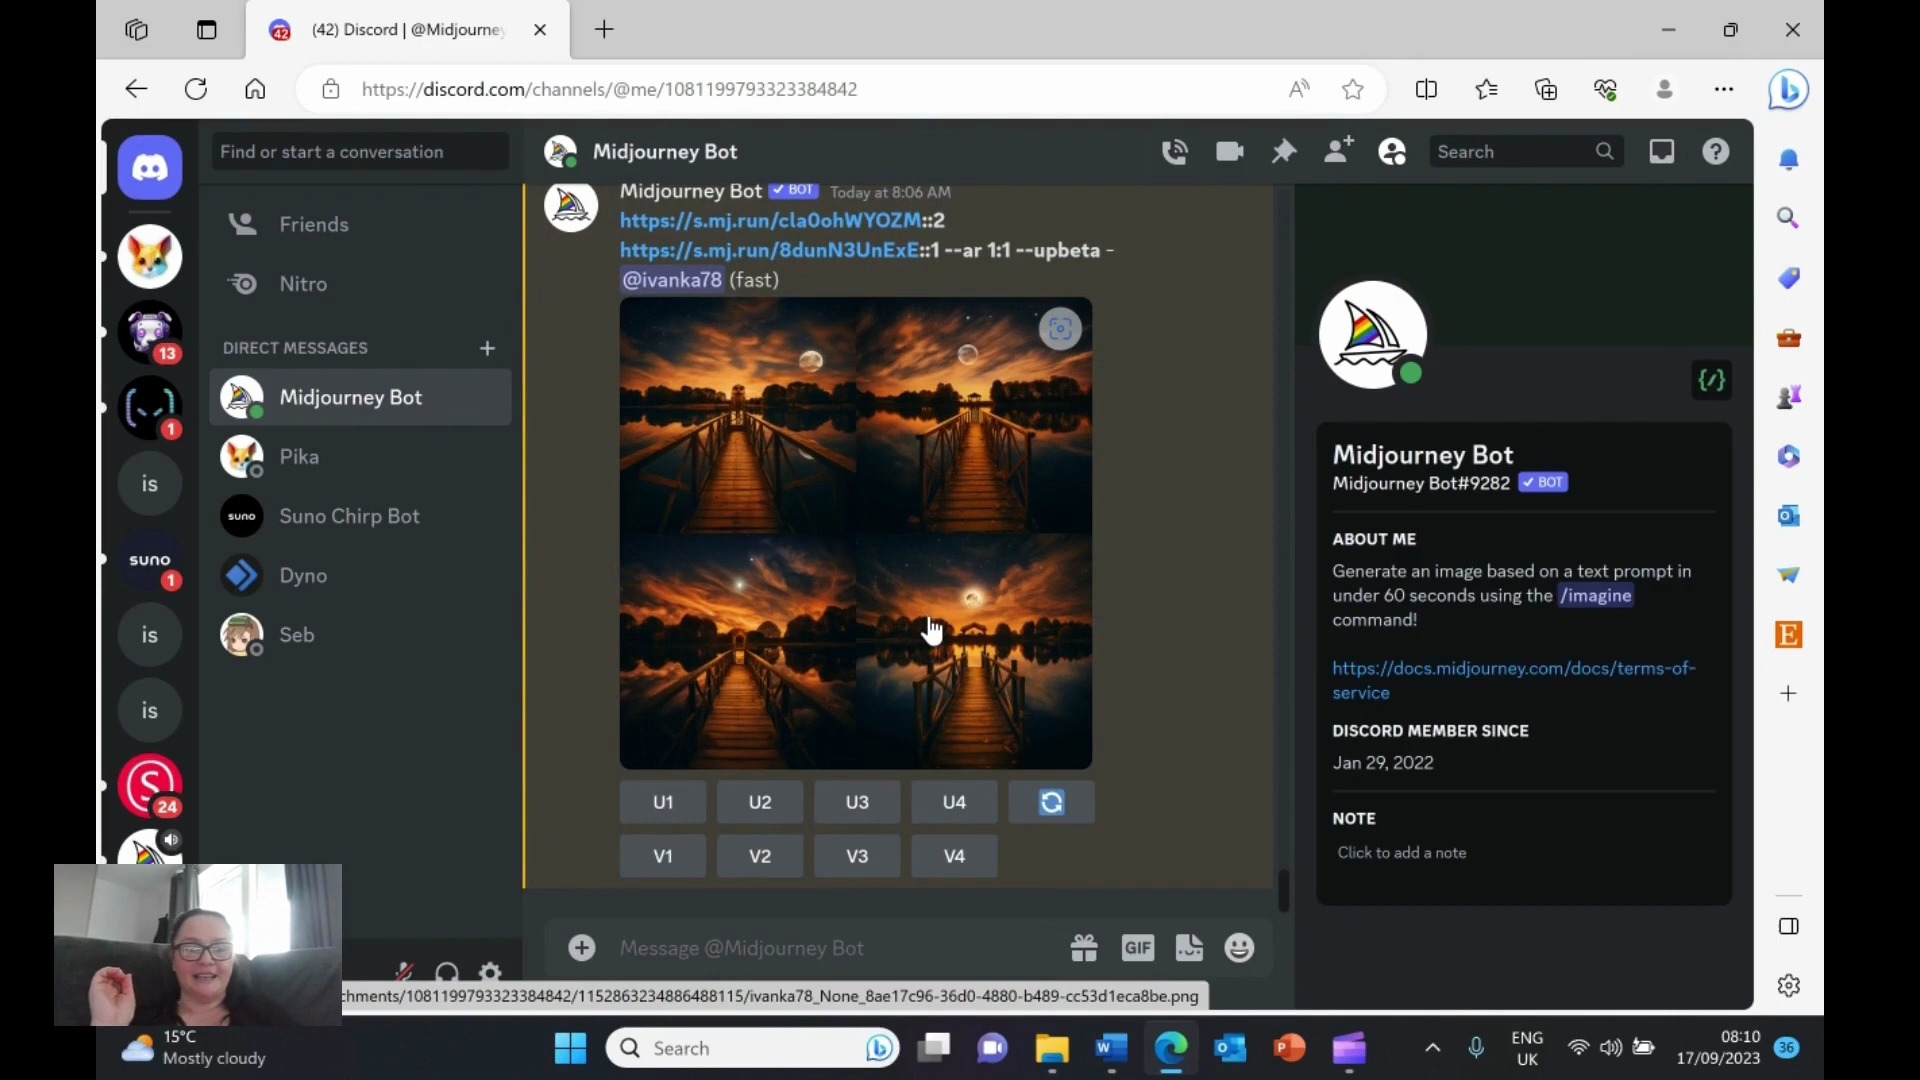 (42) Discord | @Midjourney
https://discord.com/channels/@me/1081199793323384842
Find or start a conversation
Midjourney Bot
Search
42
Friends
Nitro
DIRECT MESSAGES
Midjourney Bot
Pika
suno
Suno Chirp Bot
Dyno
Seb
13
1
is
suno
1
is
is
S
24
Midjourney Bot ✓ BOT Today at 8:06 AM
https://s.mj.run/cla0ohWYOZM::2
https://s.mj.run/8dunN3UnExE::1 --ar 1:1 --upbeta -
@ivanka78 (fast)
U1 U2 U3 U4
V1 V2 V3 V4
Message @Midjourney Bot
GIF
chments/1081199793323384842/1152863234886488115/ivanka78_None_8ae17c96-36d0-4880-b489-cc53d1eca8be.png
Midjourney Bot
Midjourney Bot#9282 ✓ BOT
ABOUT ME
Generate an image based on a text prompt in
under 60 seconds using the /imagine
command!
https://docs.midjourney.com/docs/terms-of-
service
DISCORD MEMBER SINCE
Jan 29, 2022
NOTE
Click to add a note
E
15°C
Mostly cloudy
Search
ENG
UK
08:10
17/09/2023
36